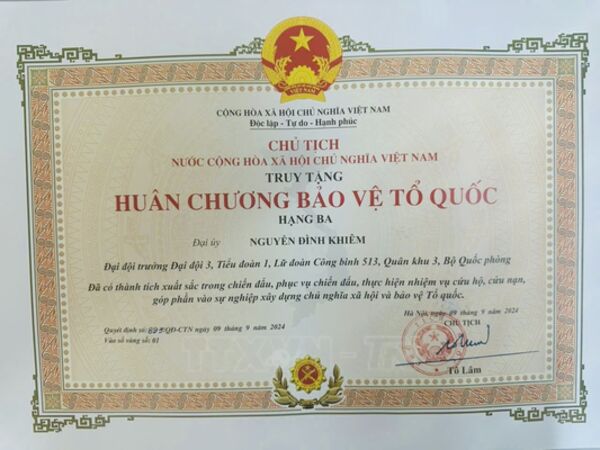 CỘNG HÒA XÃ HỘI CHỦ NGHĨA VIỆT NAM
Độc lập - Tự do - Hạnh phúc
CHỦ TỊCH
NƯỚC CỘNG HÒA XÃ HỘI CHỦ NGHĨA VIỆT NAM
TRUY TẶNG
HUÂN CHƯƠNG BẢO VỆ TỔ QUỐC
HẠNG BA
Đại úy NGUYỄN ĐÌNH KHIÊM
Đại đội trưởng Đại đội 3, Tiểu đoàn 1, Lữ đoàn Công binh 513, Quân khu 3, Bộ Quốc phòng
Đã có thành tích xuất sắc trong chiến đấu, phục vụ chiến đấu, thực hiện nhiệm vụ cứu hộ, cứu nạn,
góp phần vào sự nghiệp xây dựng chủ nghĩa xã hội và bảo vệ Tổ quốc.
Hà Nội, ngày 09 tháng 9 năm 2024
CHỦ TỊCH
Quyết định số: 895 QĐ-CTN ngày 09 tháng 9 năm 2024
Vào sổ vàng số: 01
Tô Lâm